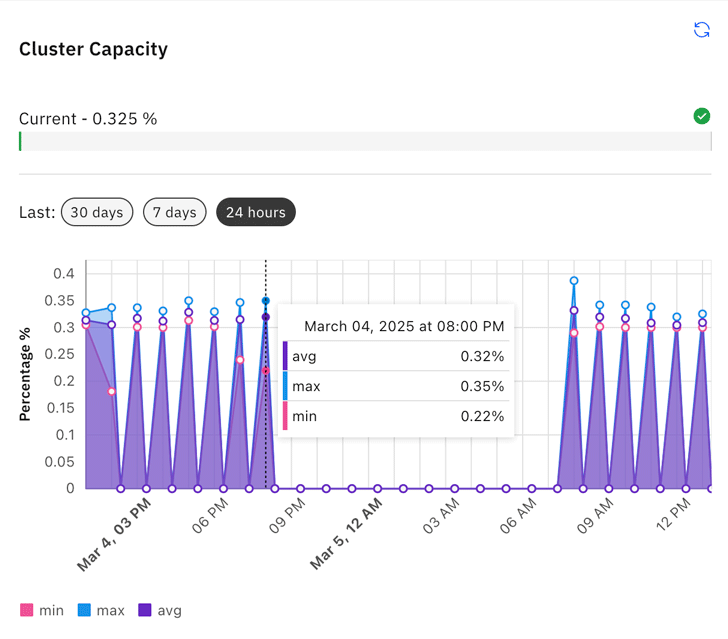 Cluster Capacity
Current - 0.325 %
Last: 30 days 7 days 24 hours
Percentage %
0.4
0.35
0.3
0.25
0.2
0.15
0.1
0.05
0
March 04, 2025 at 08:00 PM
avg 0.32%
max 0.35%
min 0.22%
Mar 4, 03 PM
06 PM
09 PM
Mar 5, 12 AM
03 AM
06 AM
09 AM
12 PM
min max avg